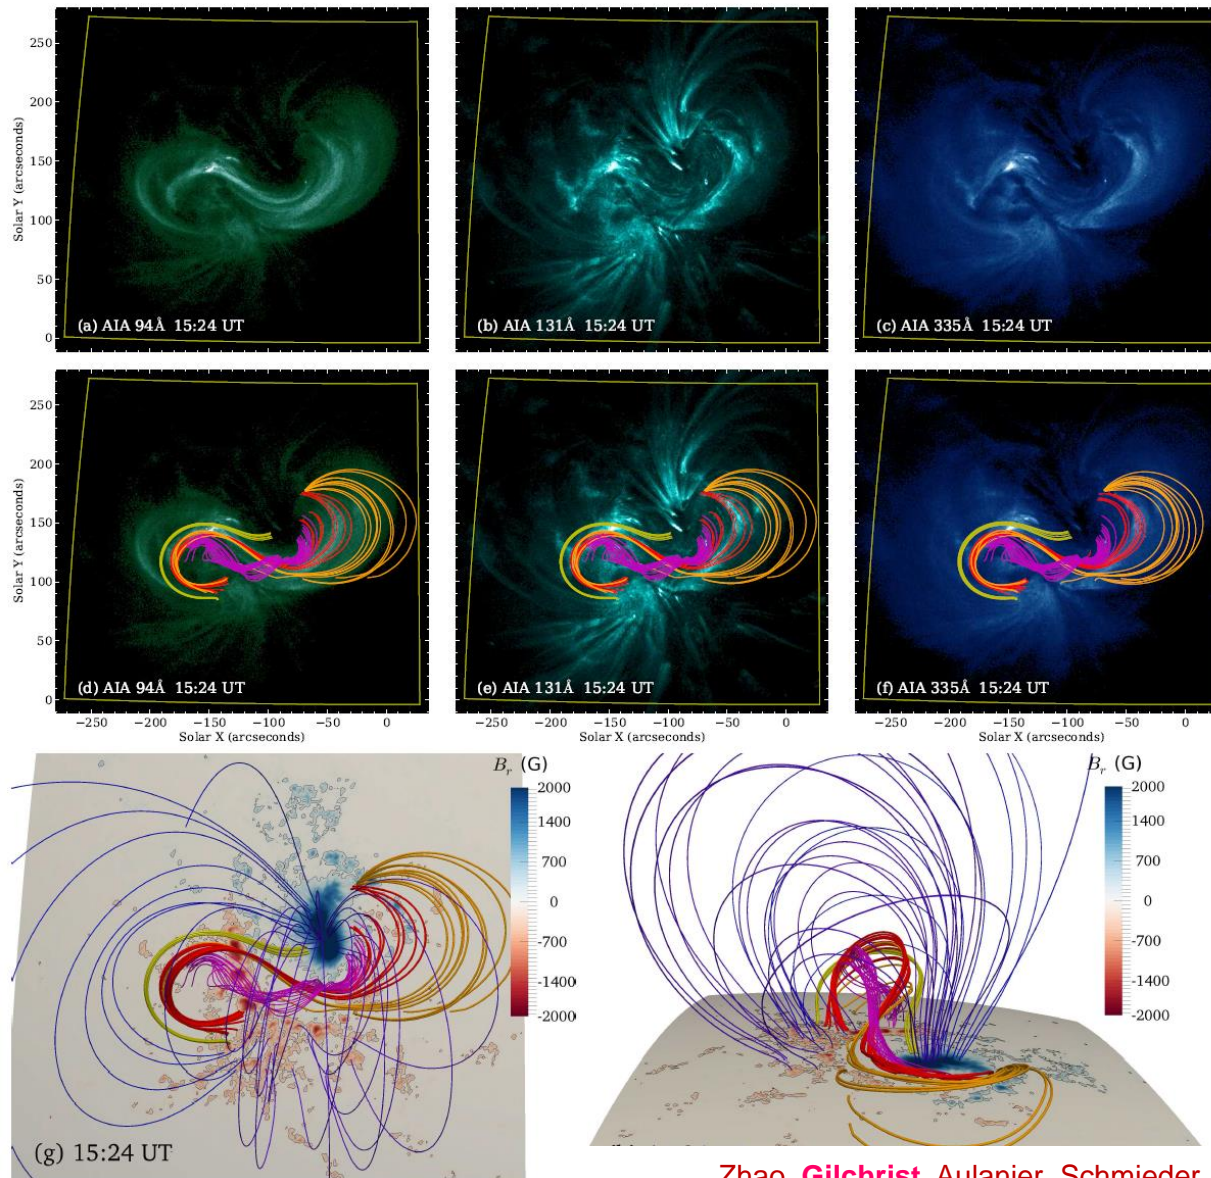 250
200
150
100
50
0
Solar Y (arcseconds)
(a) AIA 94Å 15:24 UT
(b) AIA 131Å 15:24 UT
(c) AIA 335Å 15:24 UT
250
200
150
100
50
0
Solar Y (arcseconds)
(d) AIA 94Å 15:24 UT
(e) AIA 131Å 15:24 UT
(f) AIA 335Å 15:24 UT
−250 −200 −150 −100 −50 0
Solar X (arcseconds)
−250 −200 −150 −100 −50 0
Solar X (arcseconds)
−250 −200 −150 −100 −50 0
Solar X (arcseconds)
B_r (G)
2000
1400
700
0
-700
-1400
-2000
(g) 15:24 UT
B_r (G)
2000
1400
700
0
-700
-1400
-2000
Zhao, Gilchrist, Aulanier, Schmieder,